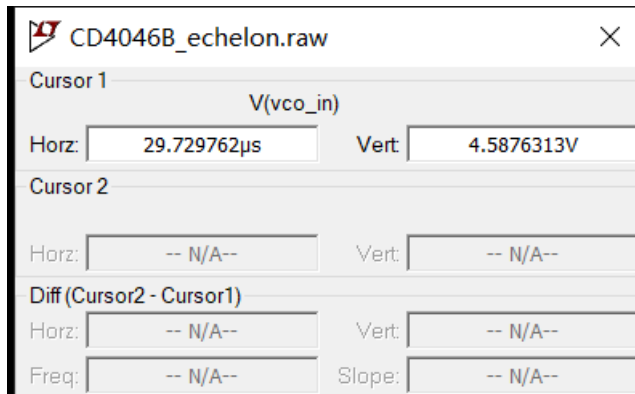 CD4046B_echelon.raw
Cursor 1
V(vco_in)
Horz: 29.729762µs Vert: 4.5876313V
Cursor 2
Horz: -- N/A-- Vert: -- N/A--
Diff (Cursor2 - Cursor1)
Horz: -- N/A-- Vert: -- N/A--
Freq: -- N/A-- Slope: -- N/A--